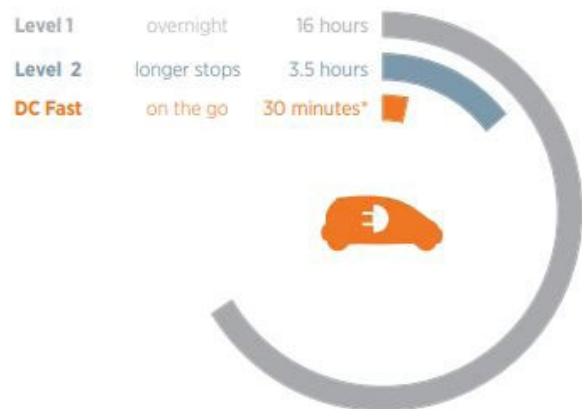 Level 1 overnight 16 hours
Level 2 longer stops 3.5 hours
DC Fast on the go 30 minutes*